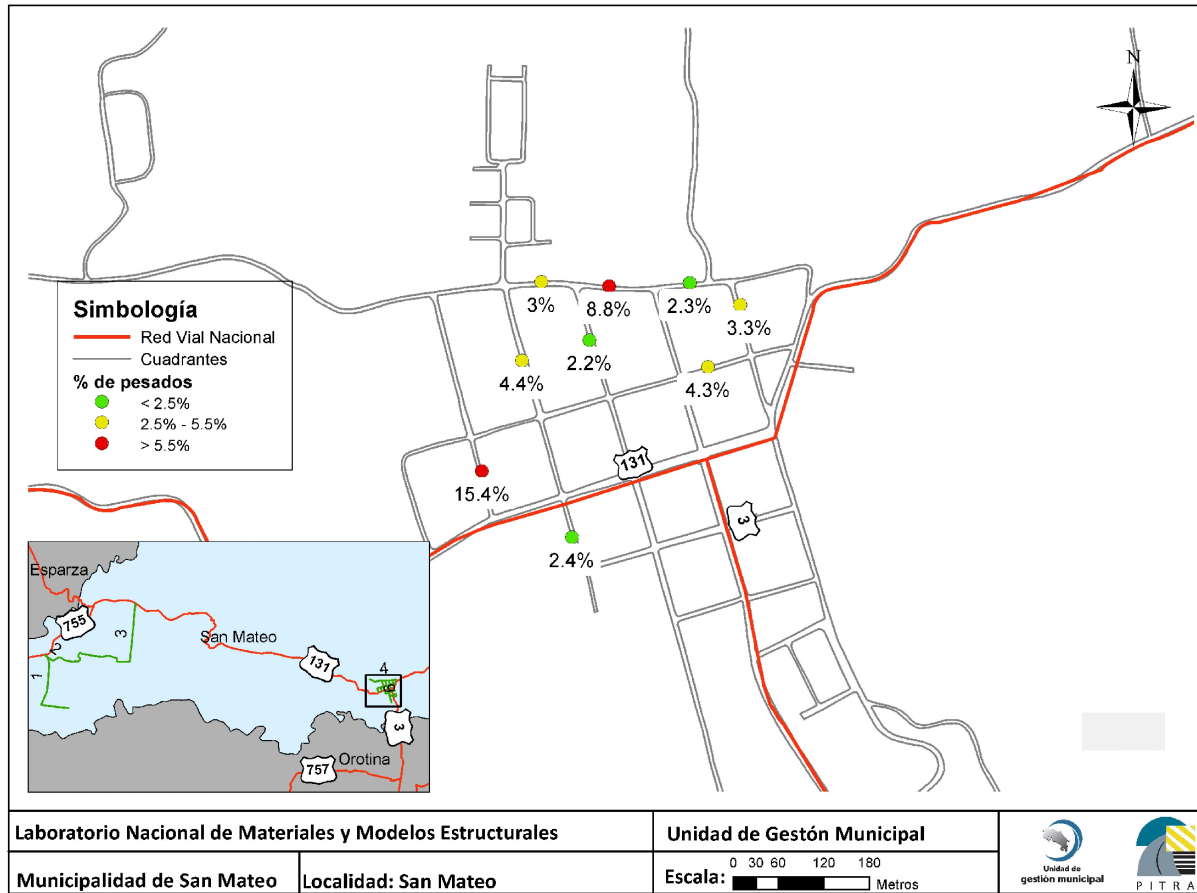 N
3%
8.8%
2.3%
3.3%
2.2%
4.4%
4.3%
15.4%
2.4%
131
3
Simbología
Red Vial Nacional
Cuadrantes
% de pesados
< 2.5%
2.5% - 5.5%
> 5.5%
Esparza
755
2
3
1
San Mateo
131
4
3
Orotina
757
Laboratorio Nacional de Materiales y Modelos Estructurales
Unidad de Gestión Municipal
Municipalidad de San Mateo
Localidad: San Mateo
Escala:
0 30 60 120 180
Metros
Unidad de
gestión municipal
PITRA